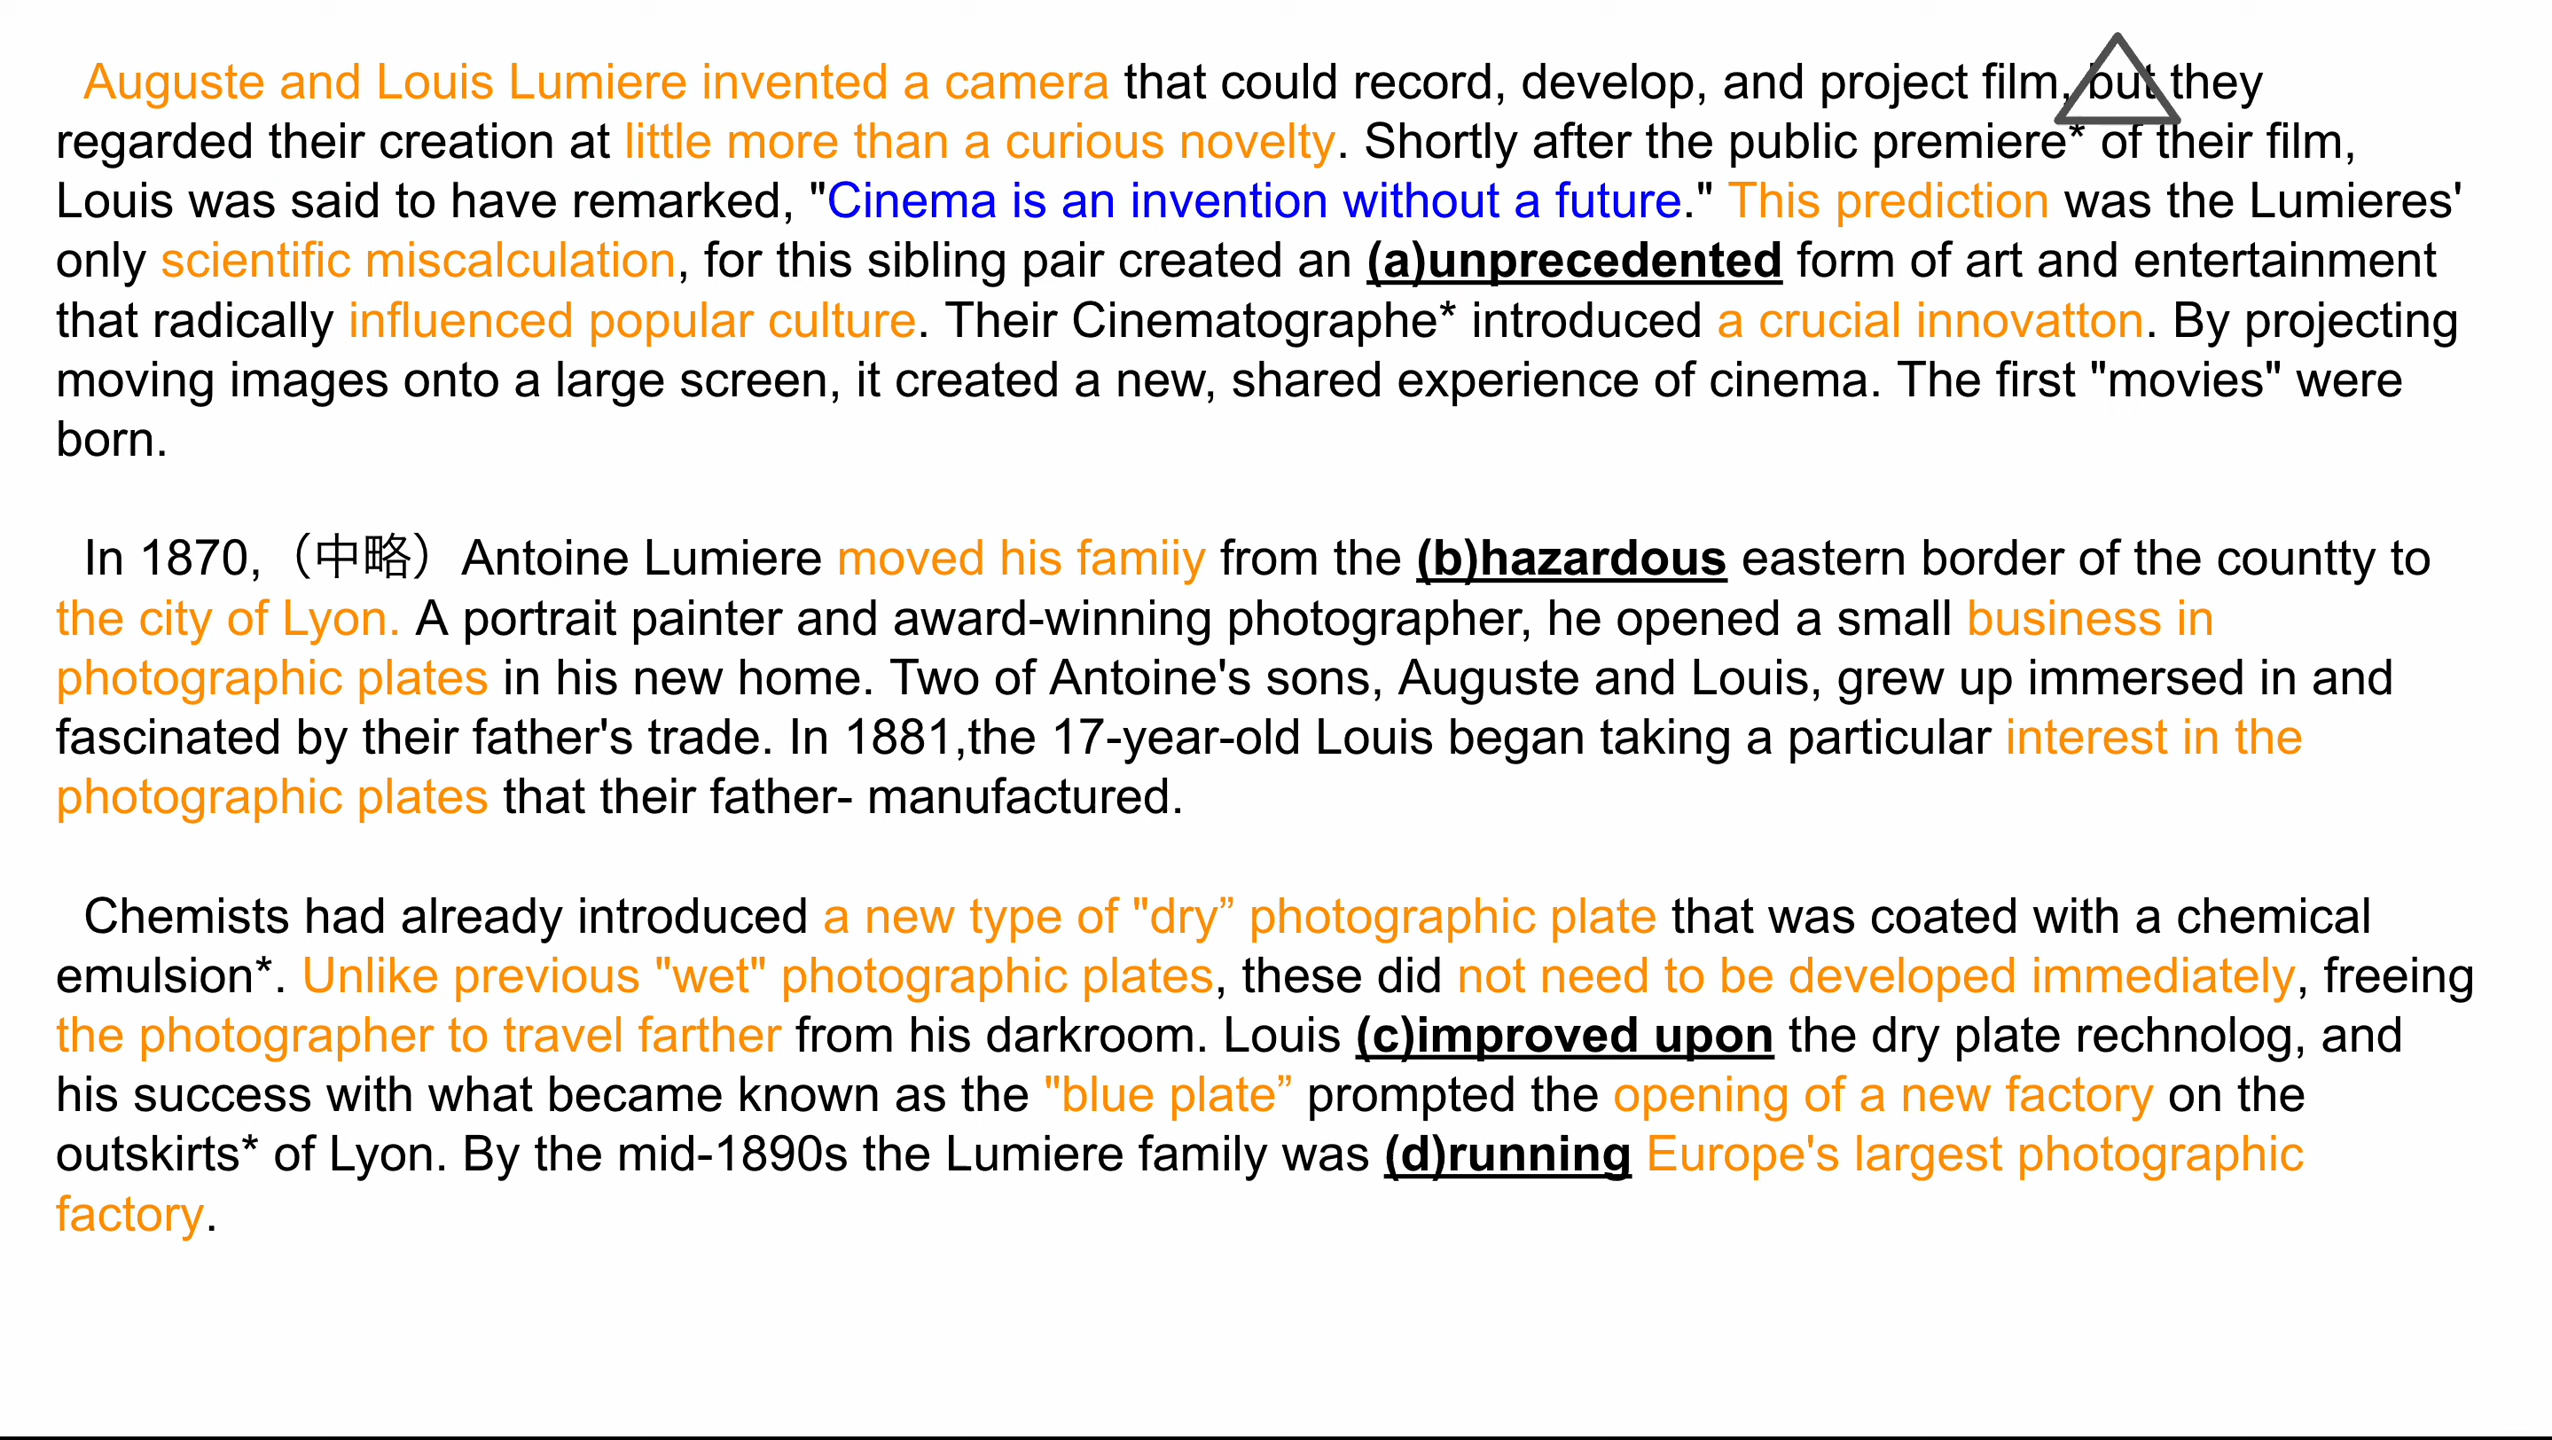 Auguste and Louis Lumiere invented a camera that could record, develop, and project film, but they
regarded their creation at little more than a curious novelty. Shortly after the public premiere* of their film,
Louis was said to have remarked, "Cinema is an invention without a future." This prediction was the Lumieres'
only scientific miscalculation, for this sibling pair created an (a)unprecedented form of art and entertainment
that radically influenced popular culture. Their Cinematographe* introduced a crucial innovatton. By projecting
moving images onto a large screen, it created a new, shared experience of cinema. The first "movies" were
born.
In 1870,（中略）Antoine Lumiere moved his famiiy from the (b)hazardous eastern border of the countty to
the city of Lyon. A portrait painter and award-winning photographer, he opened a small business in
photographic plates in his new home. Two of Antoine's sons, Auguste and Louis, grew up immersed in and
fascinated by their father's trade. In 1881,the 17-year-old Louis began taking a particular interest in the
photographic plates that their father- manufactured.
Chemists had already introduced a new type of "dry” photographic plate that was coated with a chemical
emulsion*. Unlike previous "wet" photographic plates, these did not need to be developed immediately, freeing
the photographer to travel farther from his darkroom. Louis (c)improved upon the dry plate rechnolog, and
his success with what became known as the "blue plate” prompted the opening of a new factory on the
outskirts* of Lyon. By the mid-1890s the Lumiere family was (d)running Europe's largest photographic
factory.